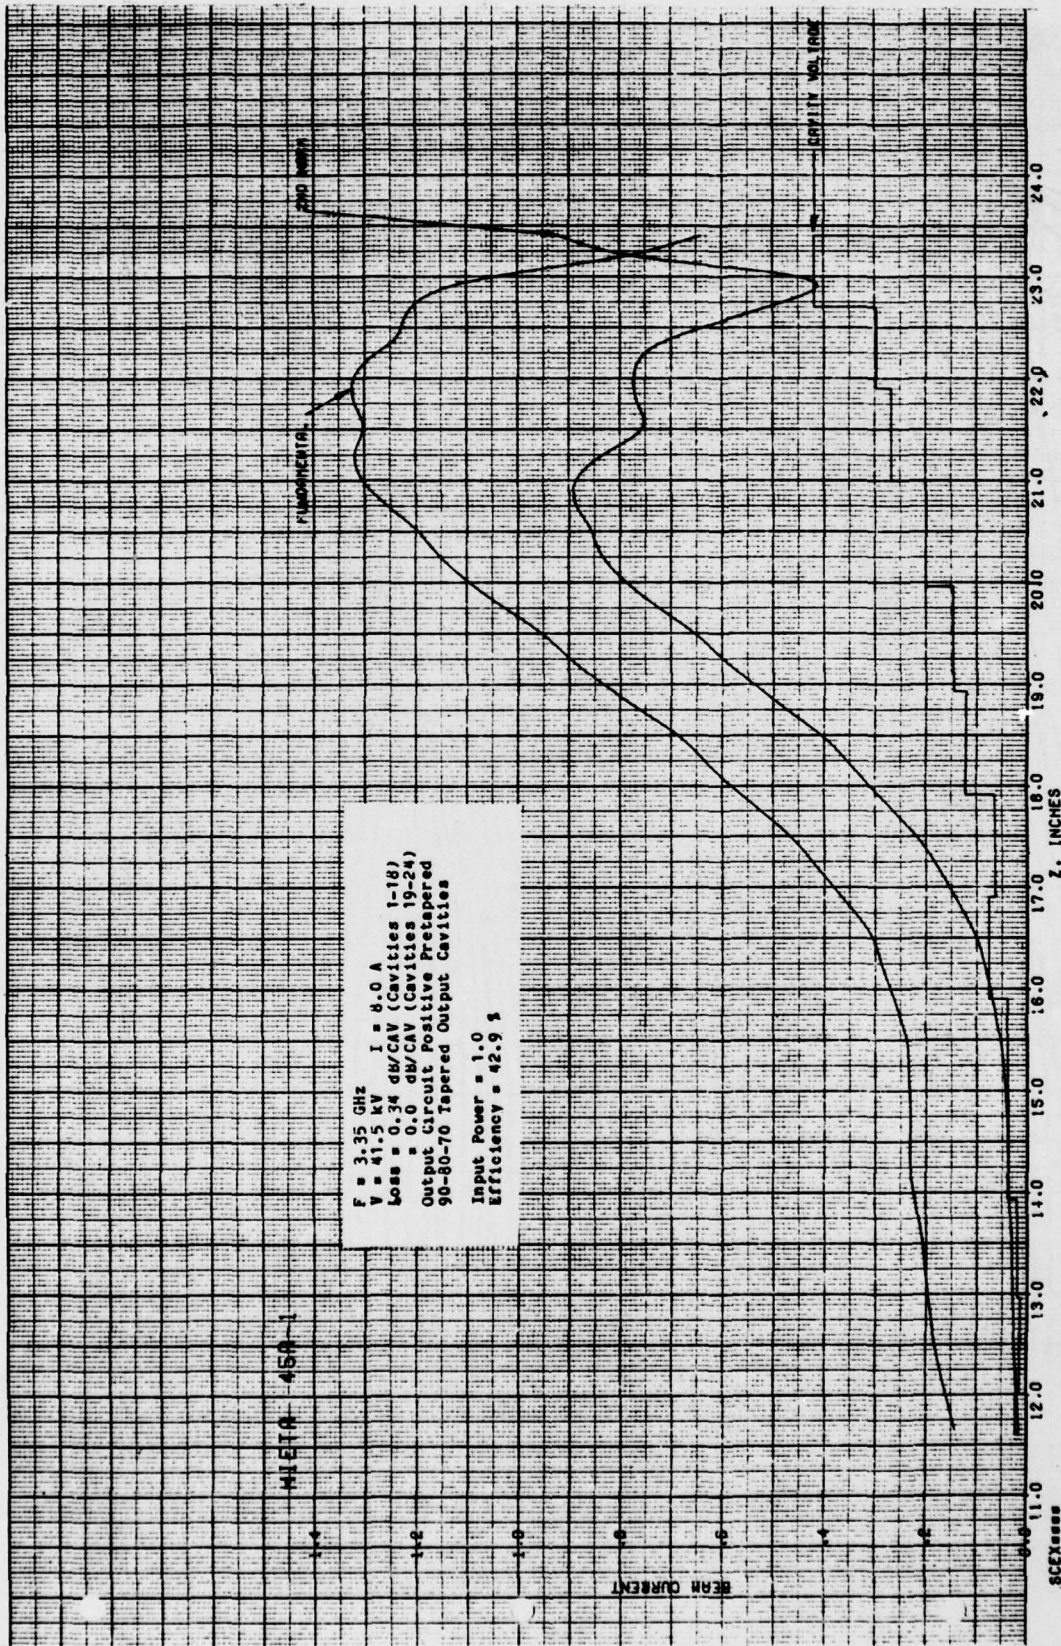 MIETA 45A-1
F = 3.35 GHz
V = 41.5 kV I = 8.0 A
Loss = 0.34 dB/CAV (Cavities 1-18)
= 0.0 dB/CAV (Cavities 19-24)
Output Circuit Positive Pretapered
90-80-70 Tapered Output Cavities
Input Power = 1.0
Efficiency = 42.9 %
FUNDAMENTAL
2ND HARM
CAVITY VOLTAGE
BEAM CURRENT
1.4
1.2
1.0
.8
.6
.4
.2
0.0
11.0 12.0 13.0 14.0 15.0 16.0 17.0 18.0 19.0 20.0 21.0 22.0 23.0 24.0
Z, INCHES